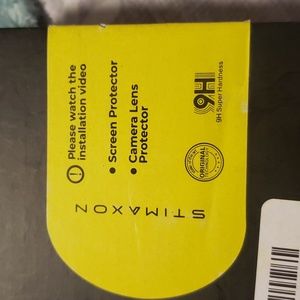 Please watch the
installation video
Screen Protector
Camera Lens
Protector
9H
9H Super Hardness
ORIGINAL
STIMAXON